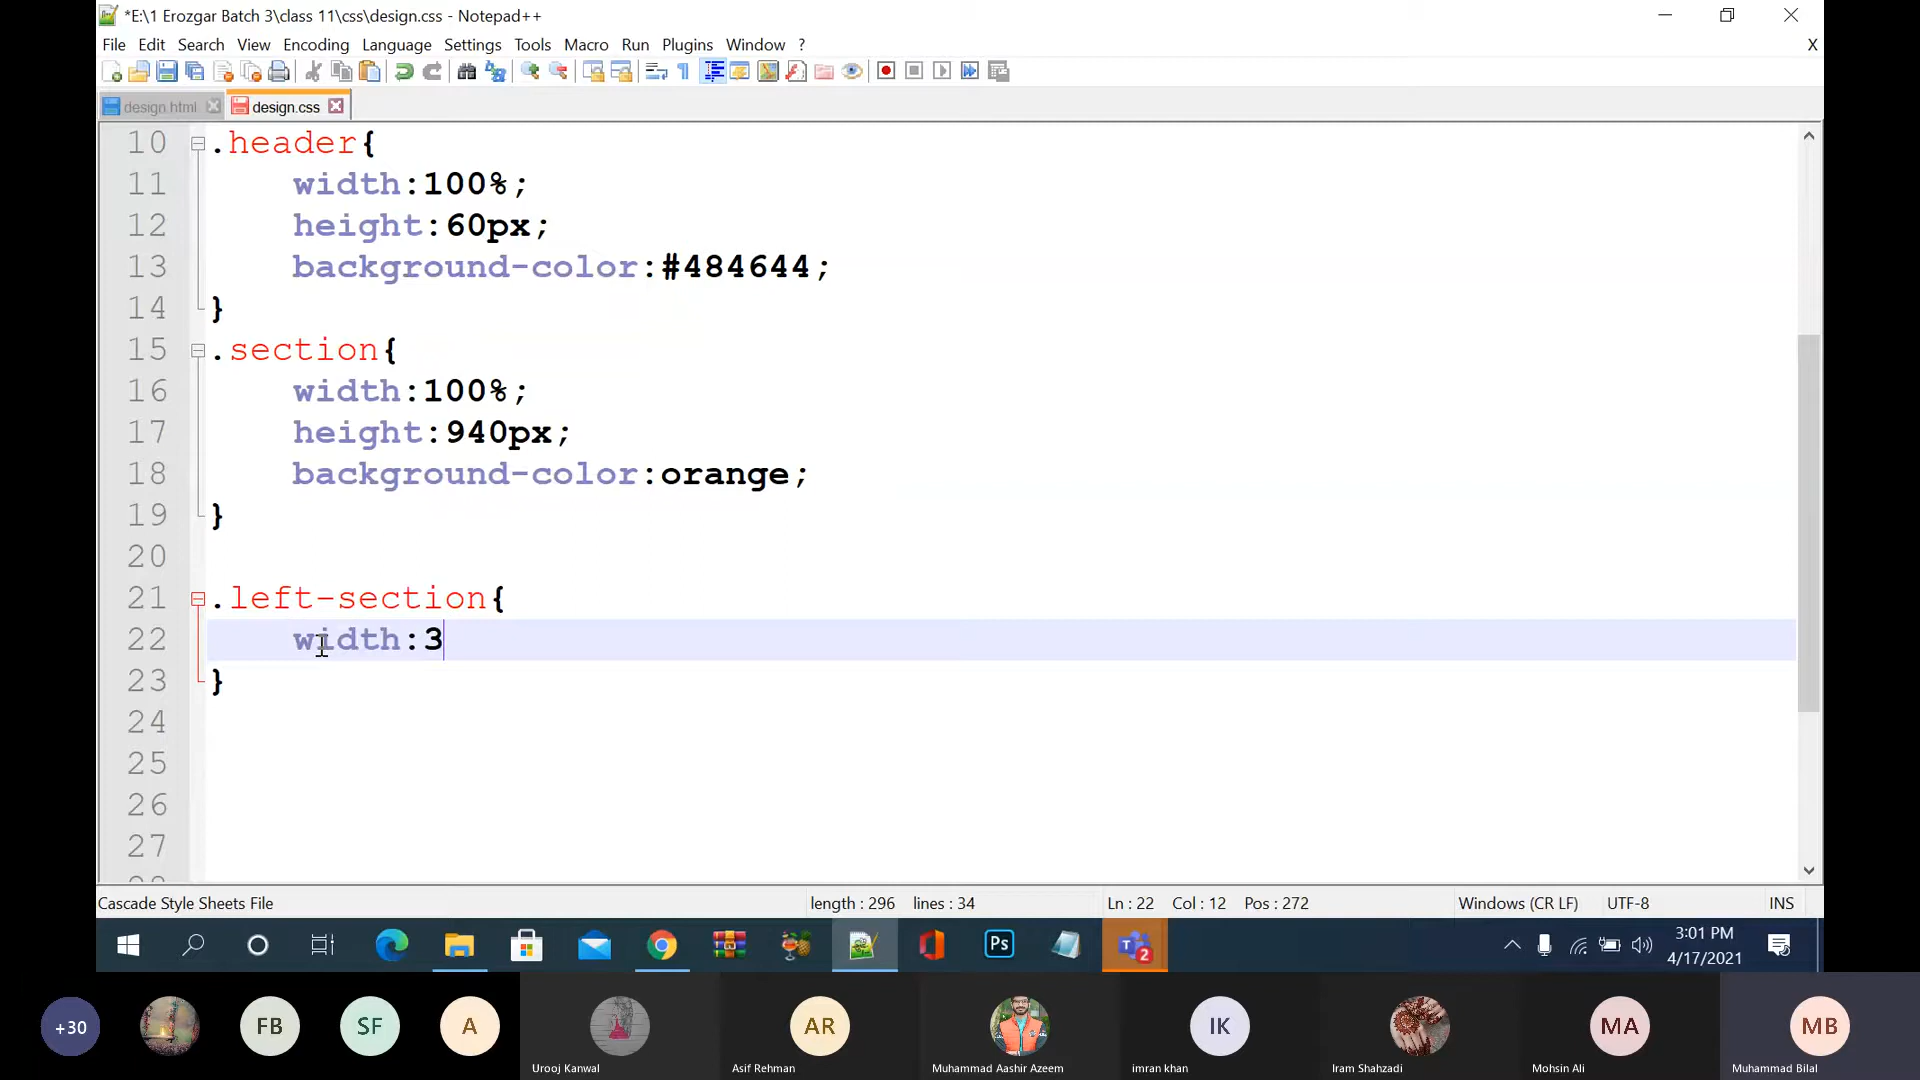 *E:\1 Erozgar Batch 3\class 11\css\design.css - Notepad++
File Edit Search View Encoding Language Settings Tools Macro Run Plugins Window ? X
design.html design.css
10 .header{
11 width:100%;
12 height:60px;
13 background-color:#484644;
14 }
15 .section{
16 width:100%;
17 height:940px;
18 background-color:orange;
19 }
20
21 .left-section{
22 width:3
23 }
24
25
26
27
Cascade Style Sheets File length : 296 lines : 34 Ln : 22 Col : 12 Pos : 272 Windows (CR LF) UTF-8 INS
Ps 2 3:01 PM
4/17/2021
+30 FB SF A AR IK MA MB
Urooj Kanwal Asif Rehman Muhammad Aashir Azeem imran khan Iram Shahzadi Mohsin Ali Muhammad Bilal